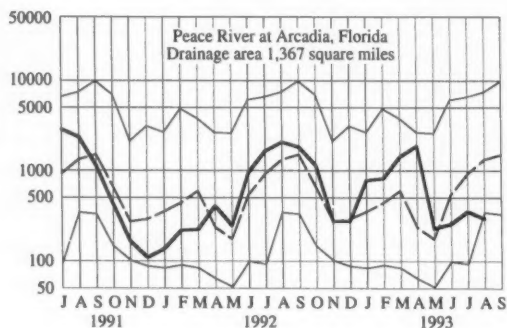 Peace River at Arcadia, Florida
Drainage area 1,367 square miles
10000
5000
1000
500
100
50
J A S O N D J F M A M J J A S O N D J F M A M J J A S
1991 1992 1993